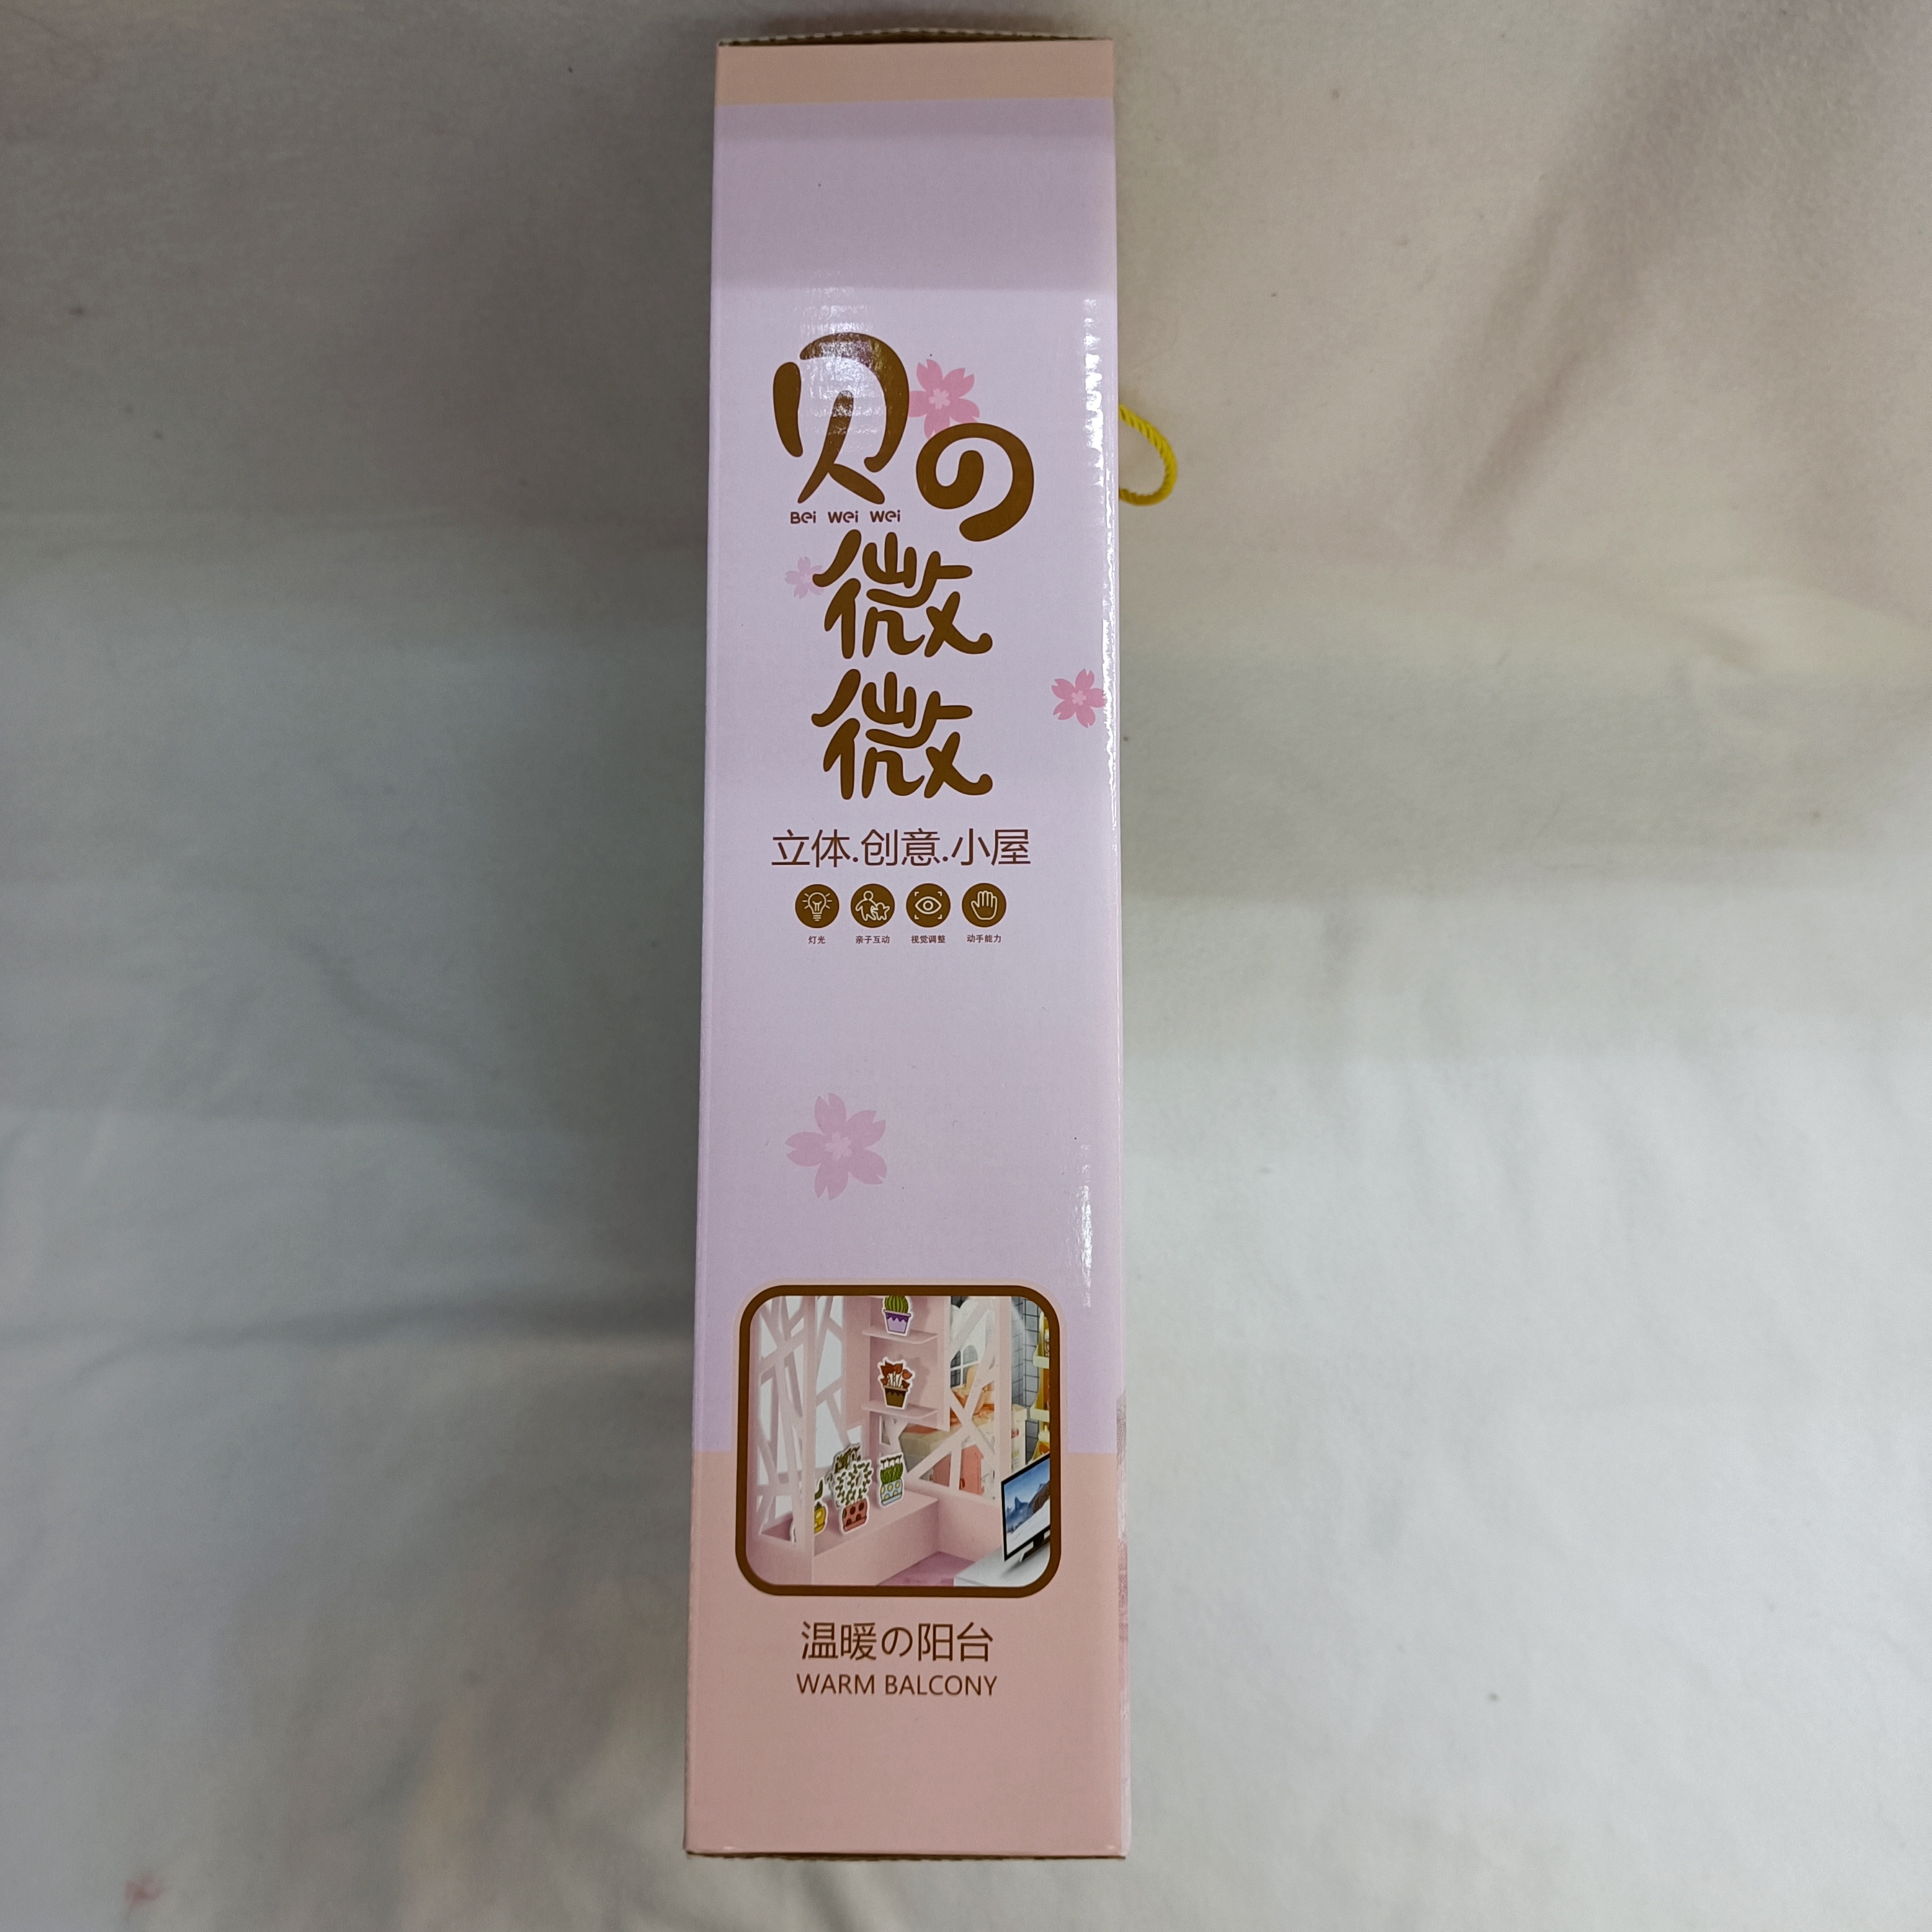 贝の
Bei Wei Wei
微
微
立体.创意.小屋
灯光 亲子互动 视觉调整 动手能力
温暖の阳台
WARM BALCONY